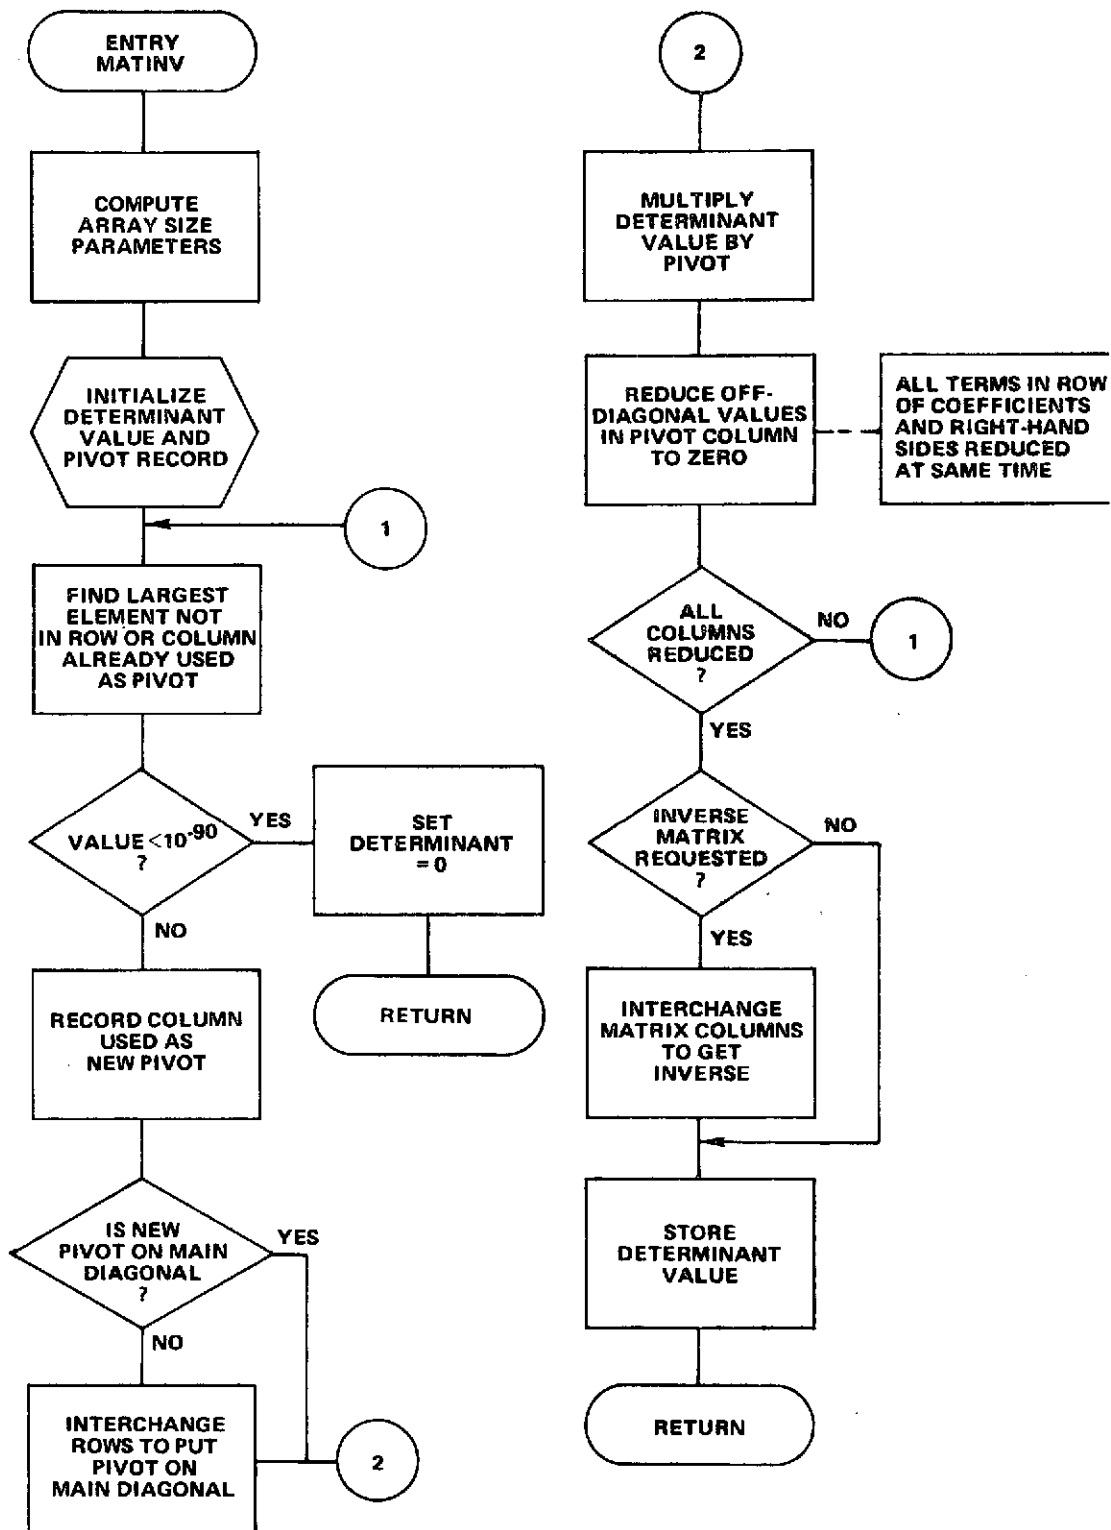 ENTRY
MATINV
COMPUTE
ARRAY SIZE
PARAMETERS
INITIALIZE
DETERMINANT
VALUE AND
PIVOT RECORD
1
FIND LARGEST
ELEMENT NOT
IN ROW OR COLUMN
ALREADY USED
AS PIVOT
VALUE <10-90
?
YES
SET
DETERMINANT
= 0
RETURN
NO
RECORD COLUMN
USED AS
NEW PIVOT
IS NEW
PIVOT ON MAIN
DIAGONAL
?
YES
NO
INTERCHANGE
ROWS TO PUT
PIVOT ON
MAIN DIAGONAL
2
2
MULTIPLY
DETERMINANT
VALUE BY
PIVOT
REDUCE OFF-
DIAGONAL VALUES
IN PIVOT COLUMN
TO ZERO
ALL TERMS IN ROW
OF COEFFICIENTS
AND RIGHT-HAND
SIDES REDUCED
AT SAME TIME
ALL
COLUMNS
REDUCED
?
NO
1
YES
INVERSE
MATRIX
REQUESTED
?
NO
YES
INTERCHANGE
MATRIX COLUMNS
TO GET
INVERSE
STORE
DETERMINANT
VALUE
RETURN